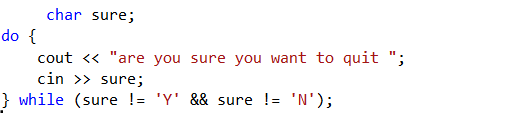 char sure;
do {
cout << "are you sure you want to quit ";
cin >> sure;
} while (sure != 'Y' && sure != 'N');